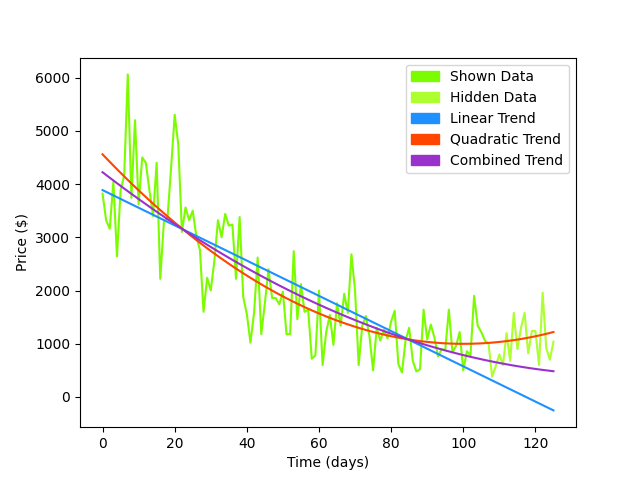 Shown Data
Hidden Data
Linear Trend
Quadratic Trend
Combined Trend
6000
5000
4000
3000
2000
1000
0
Price ($)
0 20 40 60 80 100 120
Time (days)